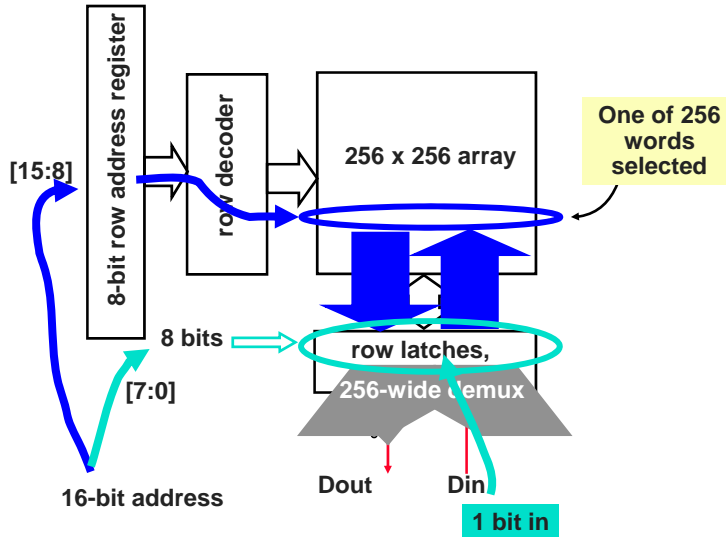 8-bit row address register
row decoder
256 x 256 array
One of 256
words
selected
[15:8]
8 bits
row latches,
[7:0]
256-wide demux
16-bit address
Dout
Din
1 bit in